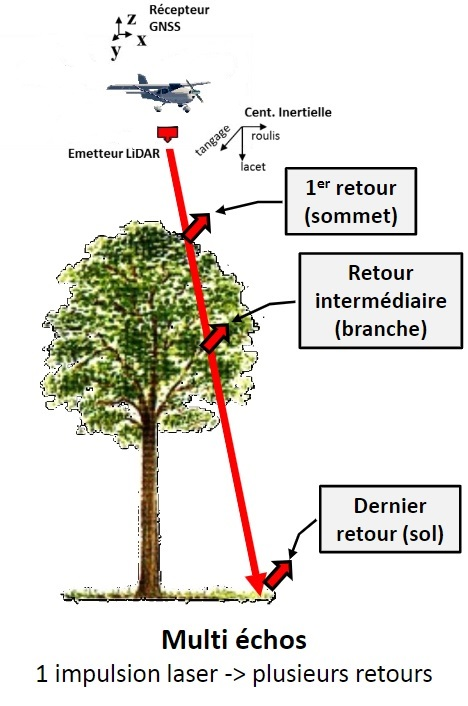 Récepteur
GNSS
z
y
x
Cent. Inertielle
tangage
roulis
lacet
Emetteur LiDAR
1er retour
(sommet)
Retour
intermédiaire
(branche)
Dernier
retour (sol)
Multi échos
1 impulsion laser -> plusieurs retours